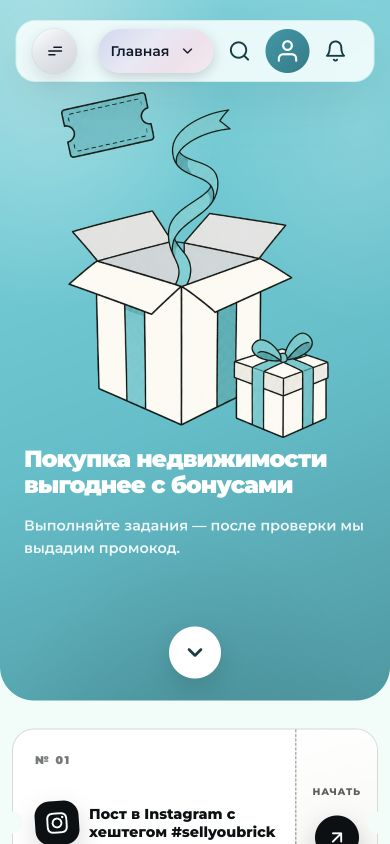 Главная
Покупка недвижимости
выгоднее с бонусами
Выполняйте задания — после проверки мы
выдадим промокод.
№ 01
НАЧАТЬ
Пост в Instagram с
хештегом #sellyoubrick